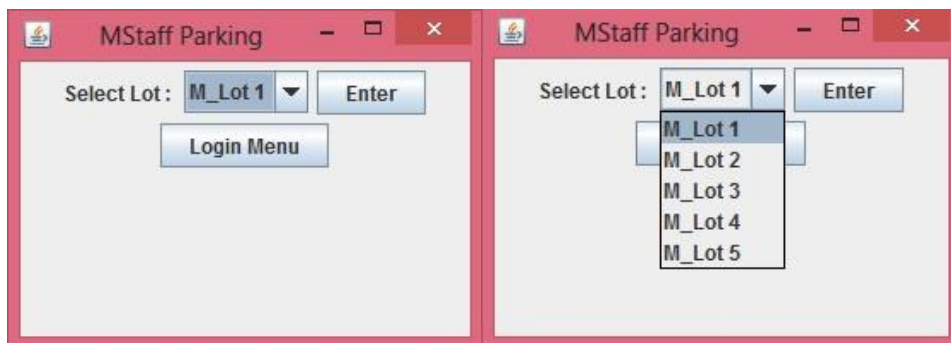 MStaff Parking
Select Lot : M_Lot 1 Enter
Login Menu
MStaff Parking
Select Lot : M_Lot 1 Enter
M_Lot 1
M_Lot 2
M_Lot 3
M_Lot 4
M_Lot 5